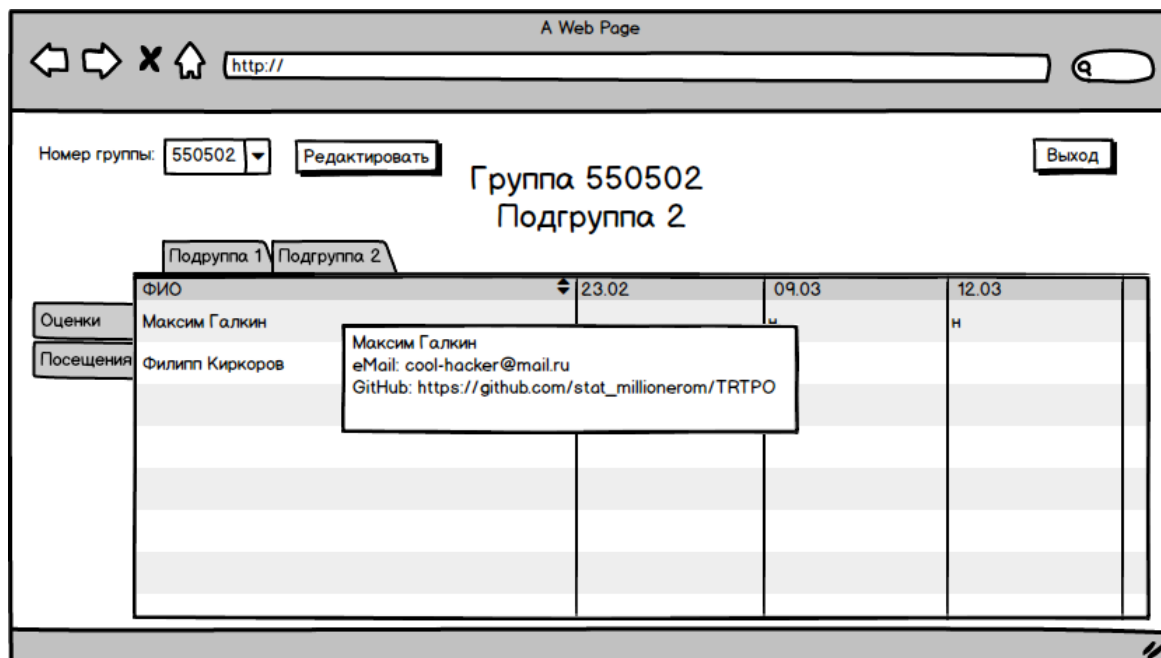 A Web Page
http://
Номер группы: 550502 Редактировать Выход
Группа 550502
Подгруппа 2
Подруппа 1 Подгруппа 2
ФИО 23.02 09.03 12.03
Оценки Максим Галкин н н
Посещения Филипп Киркоров
Максим Галкин
eMail: cool-hacker@mail.ru
GitHub: https://github.com/stat_millionerom/TRTPO